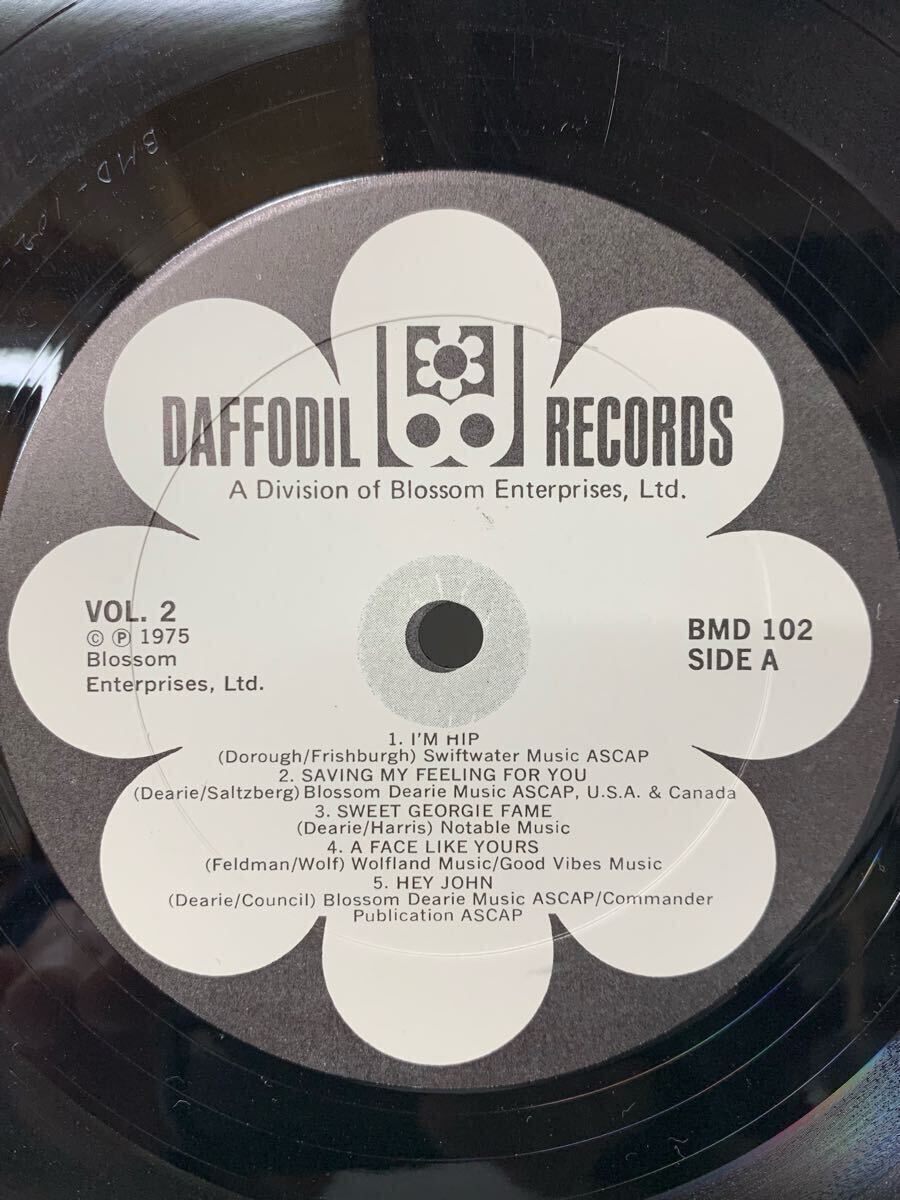 BMD-102-
DAFFODIL RECORDS
A Division of Blossom Enterprises, Ltd.
VOL. 2
© ℗ 1975
Blossom
Enterprises, Ltd.
BMD 102
SIDE A
1. I'M HIP
(Dorough/Frishburgh) Swiftwater Music ASCAP
2. SAVING MY FEELING FOR YOU
(Dearie/Saltzberg) Blossom Dearie Music ASCAP, U.S.A. & Canada
3. SWEET GEORGIE FAME
(Dearie/Harris) Notable Music
4. A FACE LIKE YOURS
(Feldman/Wolf) Wolfland Music/Good Vibes Music
5. HEY JOHN
(Dearie/Council) Blossom Dearie Music ASCAP/Commander
Publication ASCAP